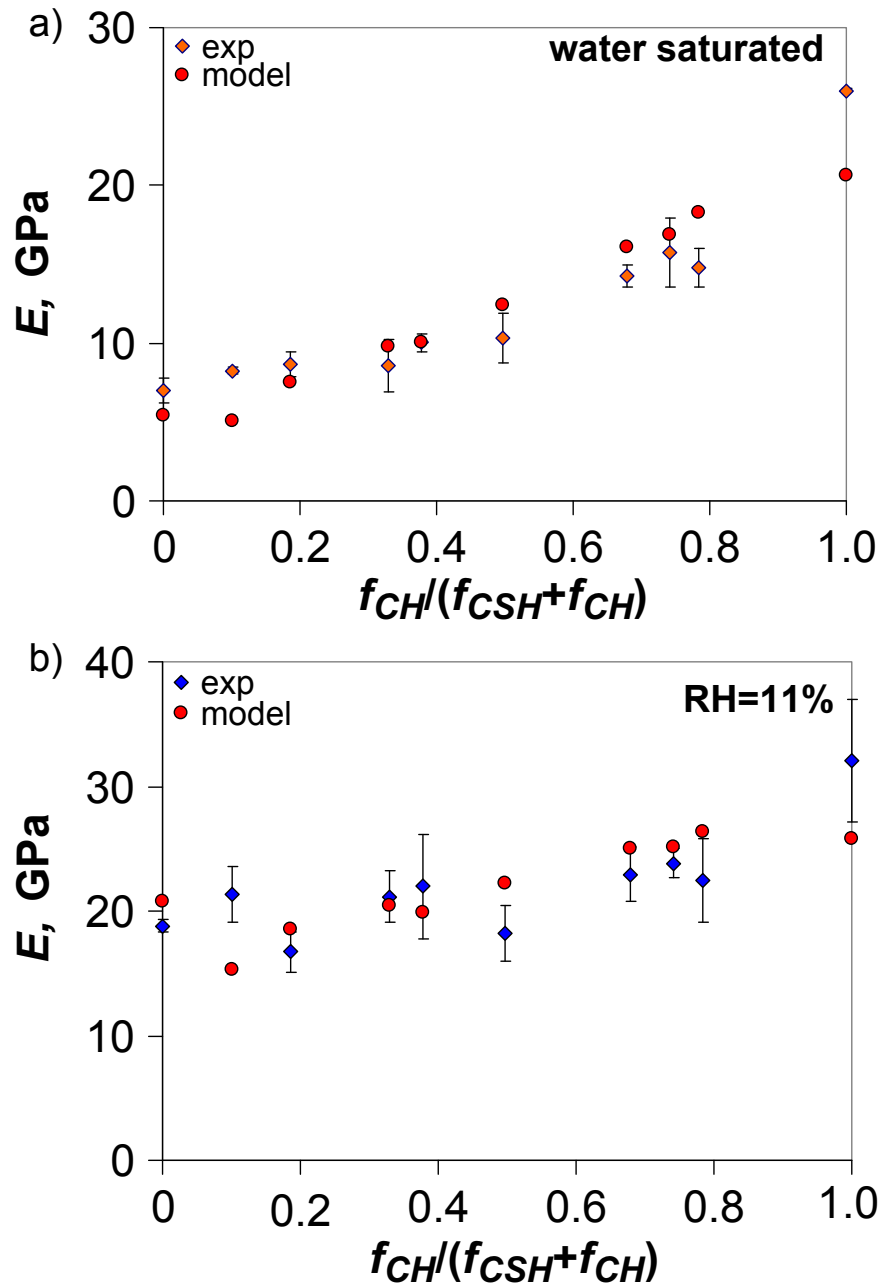 a)
30
exp
water saturated
model
20
E, GPa
10
0
0 0.2 0.4 0.6 0.8 1.0
fCH/(fCSH+fCH)
b)
40
exp
RH=11%
model
30
E, GPa
20
10
0
0 0.2 0.4 0.6 0.8 1.0
fCH/(fCSH+fCH)